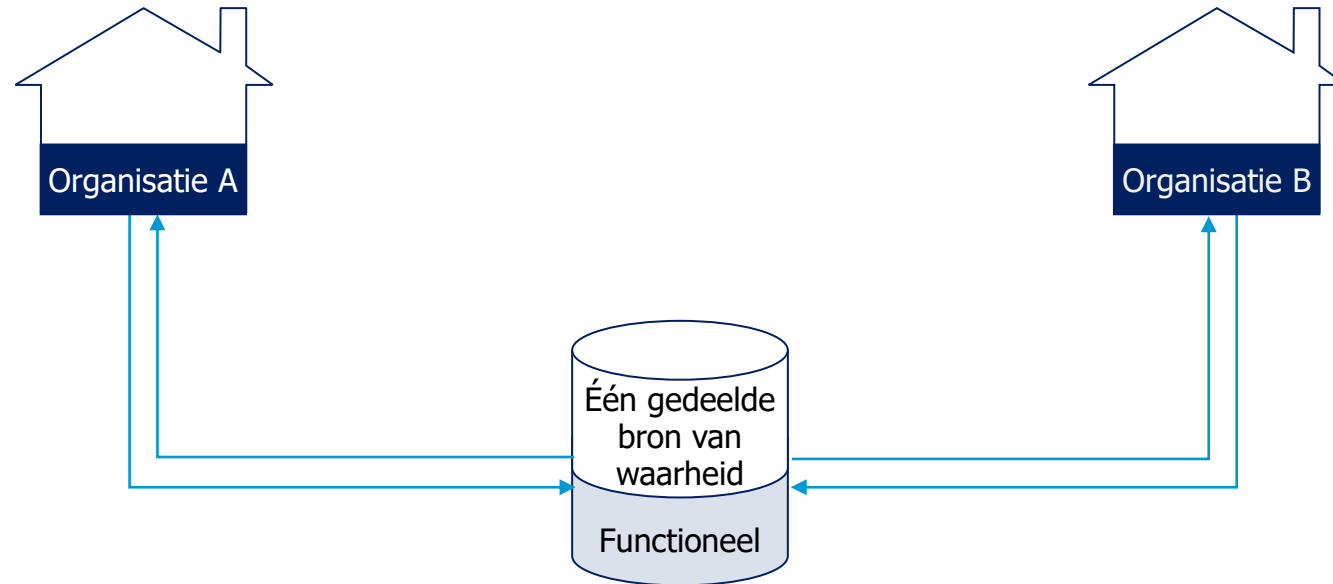 Organisatie A
Organisatie B
Één gedeelde
bron van
waarheid
Functioneel